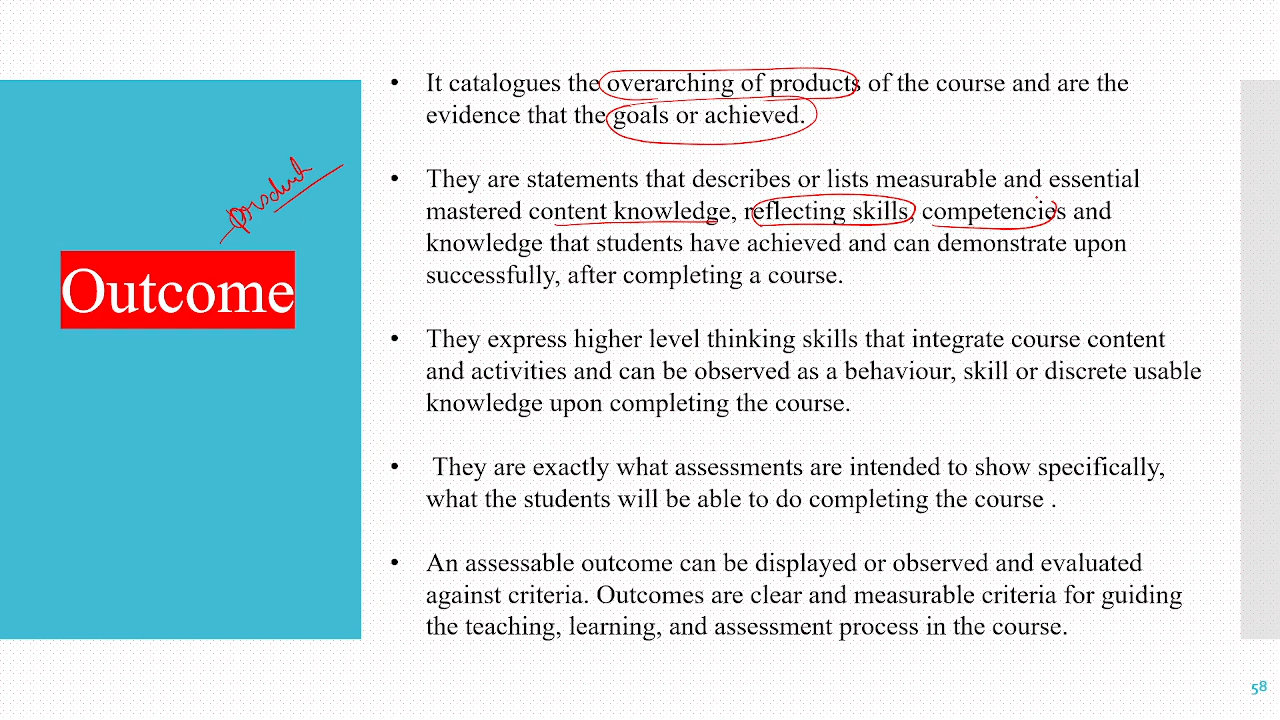 product
Outcome
• It catalogues the overarching of products of the course and are the
evidence that the goals or achieved.
• They are statements that describes or lists measurable and essential
mastered content knowledge, reflecting skills, competencies and
knowledge that students have achieved and can demonstrate upon
successfully, after completing a course.
• They express higher level thinking skills that integrate course content
and activities and can be observed as a behaviour, skill or discrete usable
knowledge upon completing the course.
• They are exactly what assessments are intended to show specifically,
what the students will be able to do completing the course .
• An assessable outcome can be displayed or observed and evaluated
against criteria. Outcomes are clear and measurable criteria for guiding
the teaching, learning, and assessment process in the course.
58